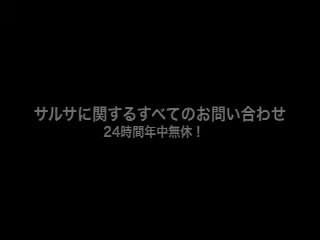 サルサに関するすべてのお問い合わせ
24時間年中無休！